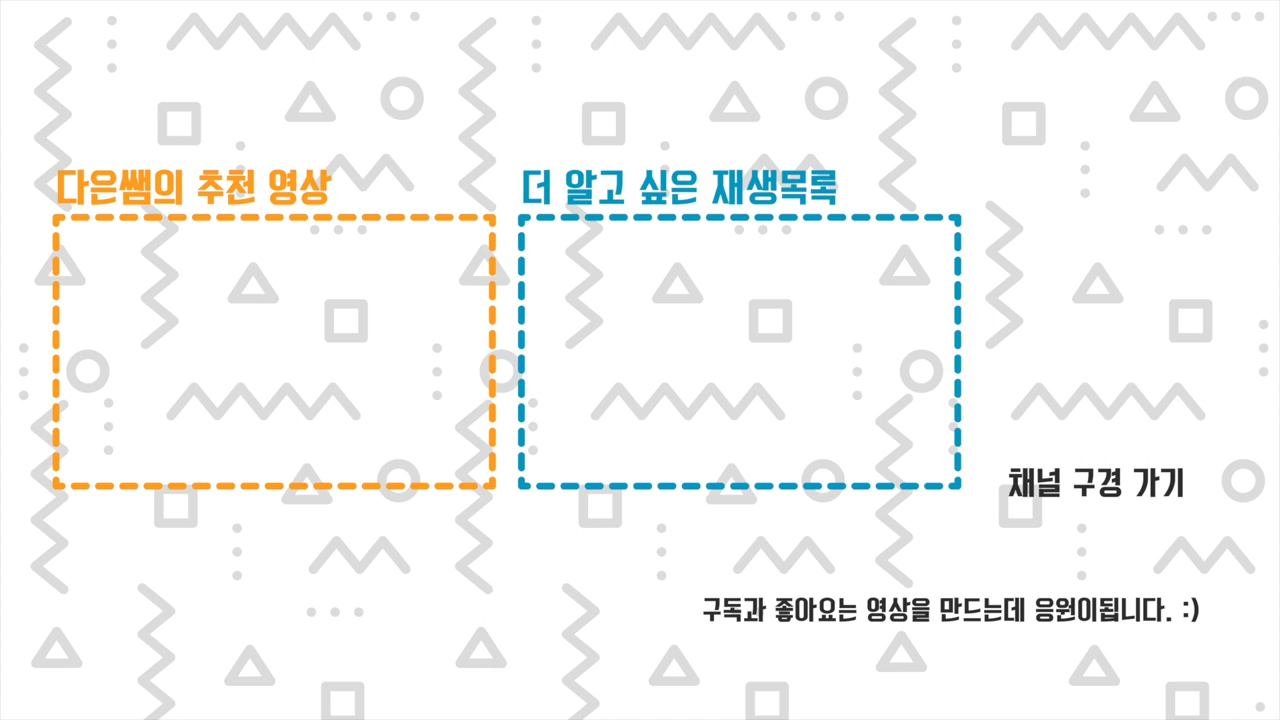 다은쌤의 추천 영상
더 알고 싶은 재생목록
채널 구경 가기
구독과 좋아요는 영상을 만드는데 응원이됩니다. :)